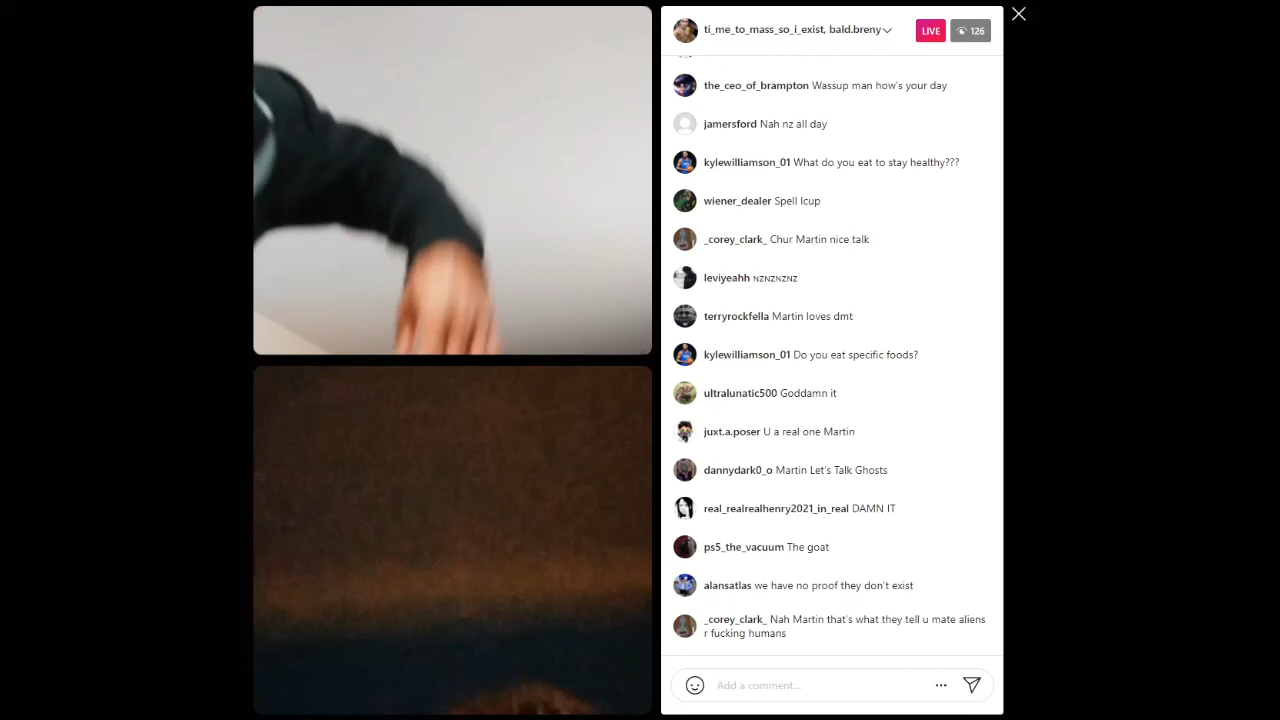 ti_me_to_mass_so_i_exist, bald.breny
LIVE
126
the_ceo_of_brampton Wassup man how's your day
jamersford Nah nz all day
kylewilliamson_01 What do you eat to stay healthy???
wiener_dealer Spell Icup
_corey_clark_ Chur Martin nice talk
leviyeahh ɴᴢɴᴢɴᴢɴᴢ
terryrockfella Martin loves dmt
kylewilliamson_01 Do you eat specific foods?
ultralunatic500 Goddamn it
juxt.a.poser U a real one Martin
dannydark0_o Martin Let's Talk Ghosts
real_realrealhenry2021_in_real DAMN IT
ps5_the_vacuum The goat
alansatlas we have no proof they don't exist
_corey_clark_ Nah Martin that's what they tell u mate aliens
r fucking humans
Add a comment...